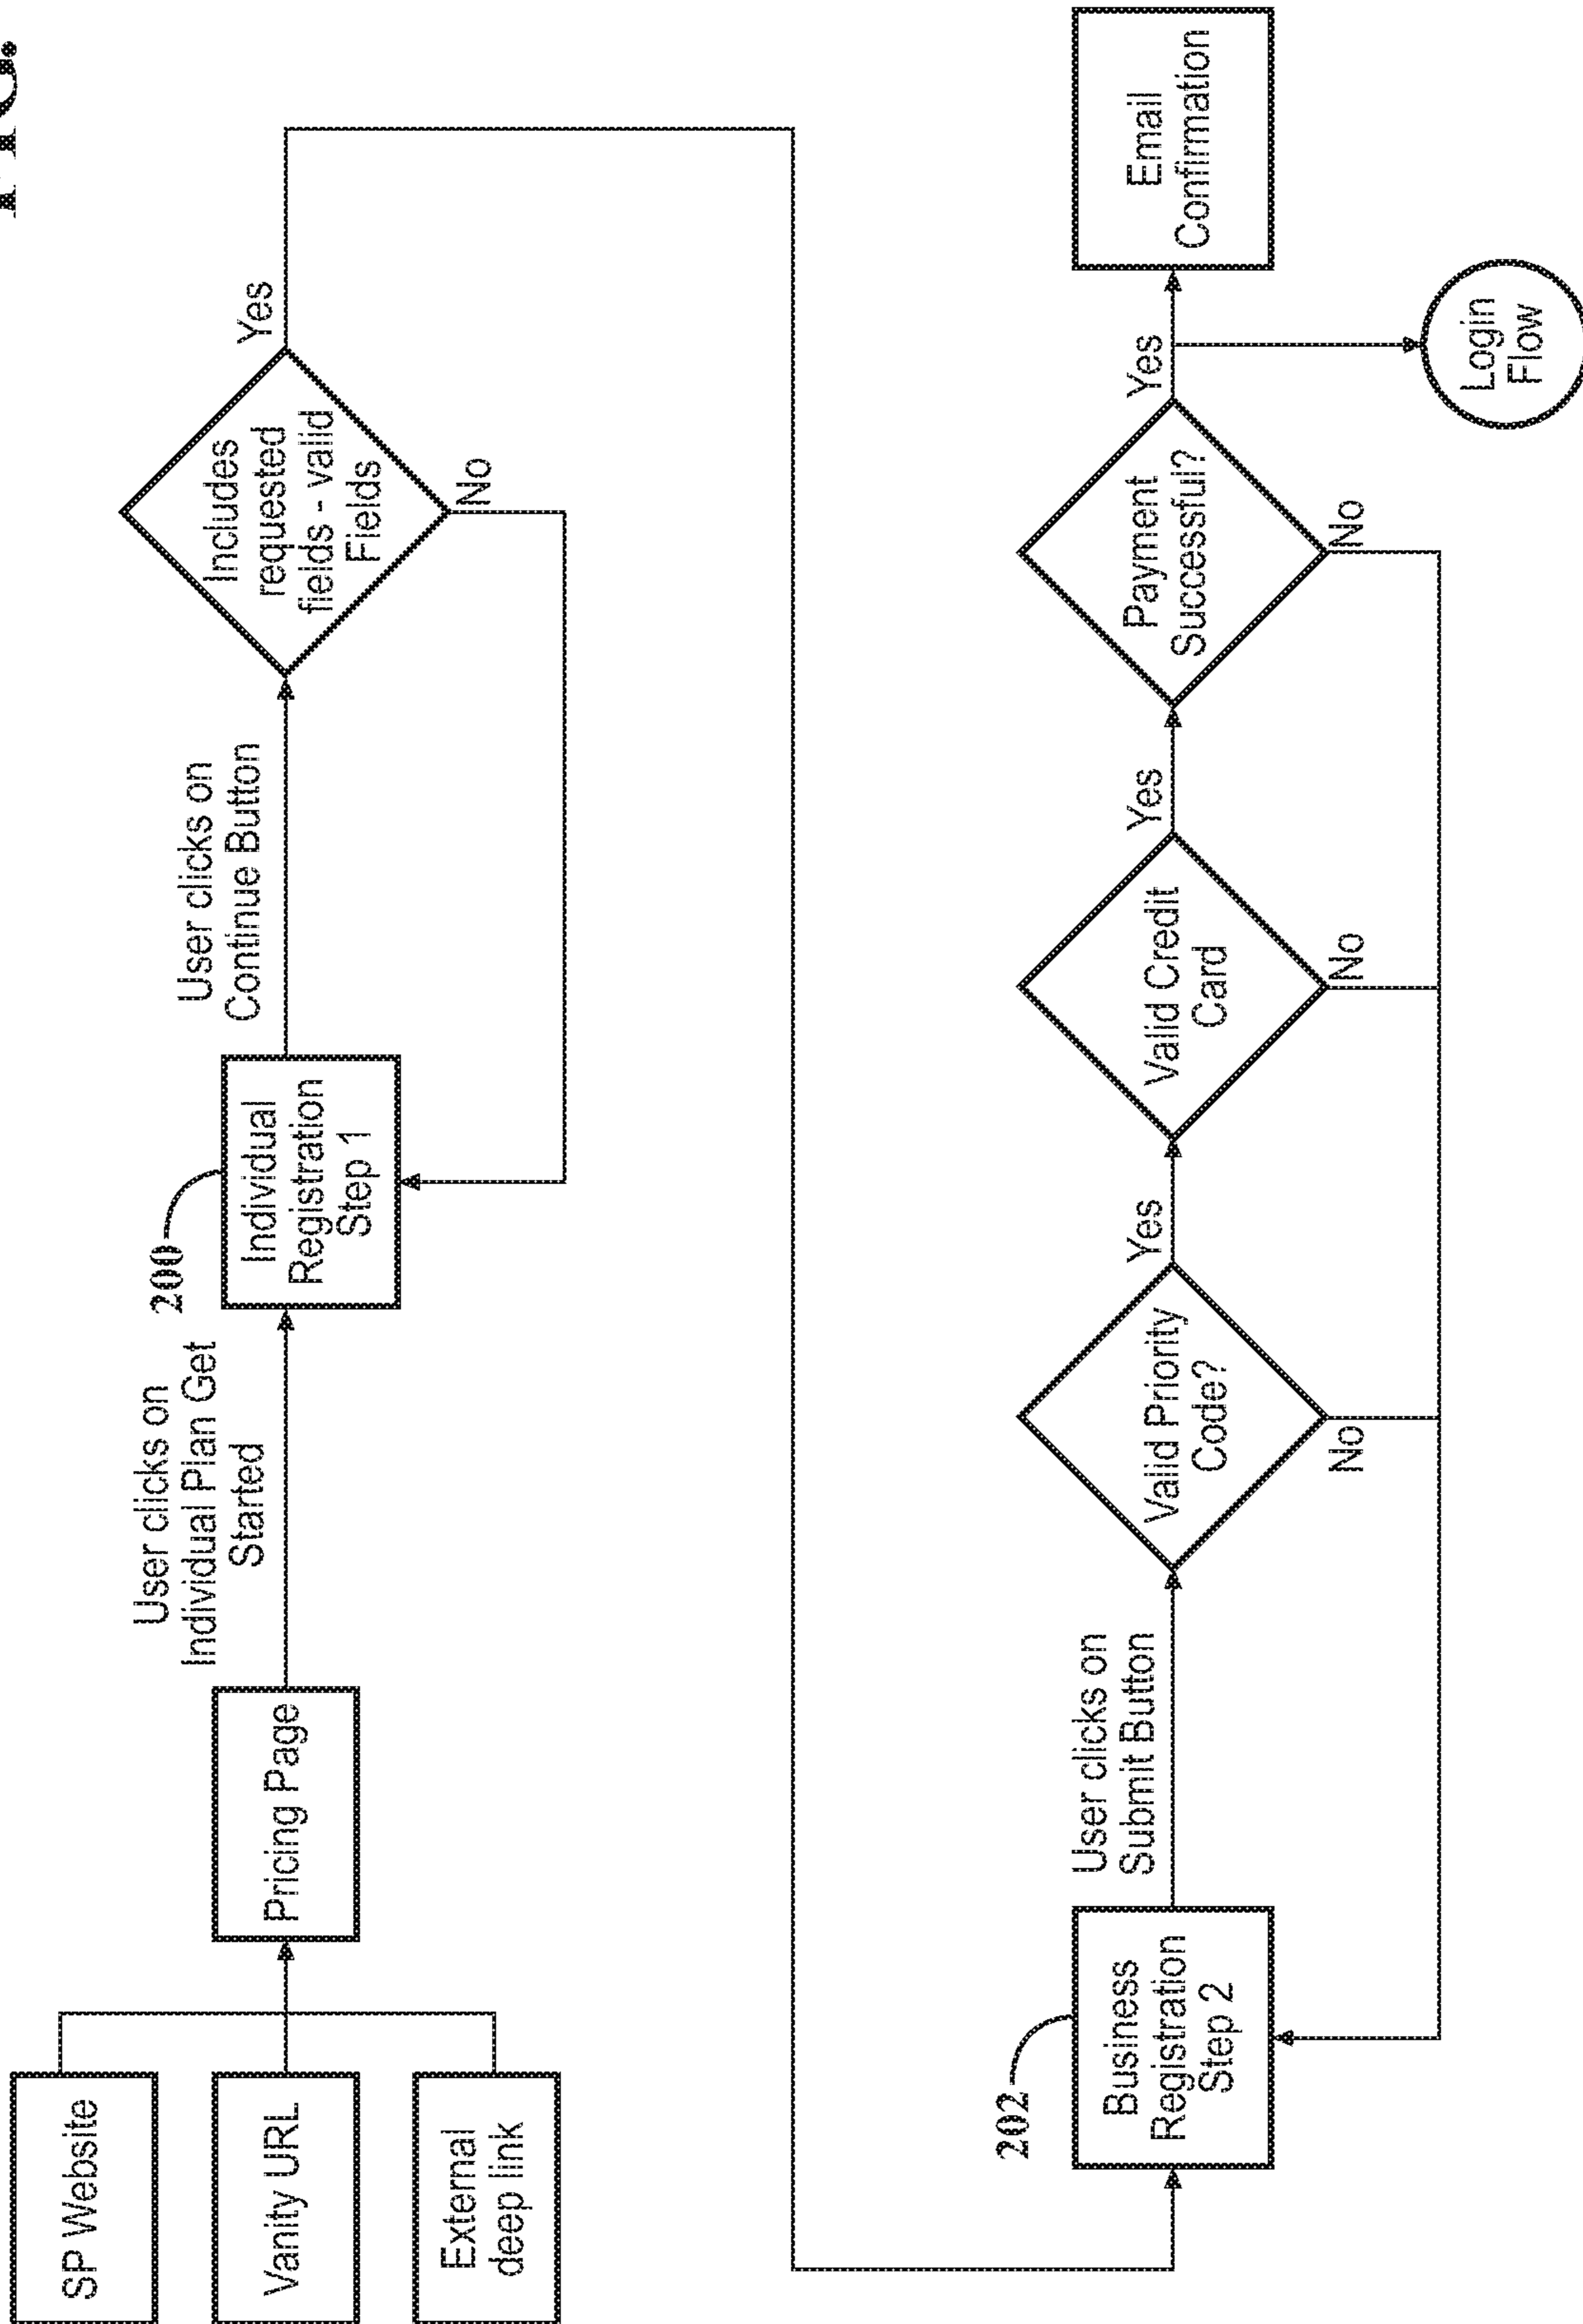 FIG.
SP Website
Vanity URL
External
deep link
Pricing Page
User clicks on
Individual Plan Get
Started
200
Individual
Registration
Step 1
User clicks on
Continue Button
Includes
requested
fields - valid
Fields
Yes
No
202
Business
Registration
Step 2
User clicks on
Submit Button
Valid Priority
Code?
Yes
No
Valid Credit
Card
Yes
No
Payment
Successful?
Yes
No
Email
Confirmation
Login
Flow